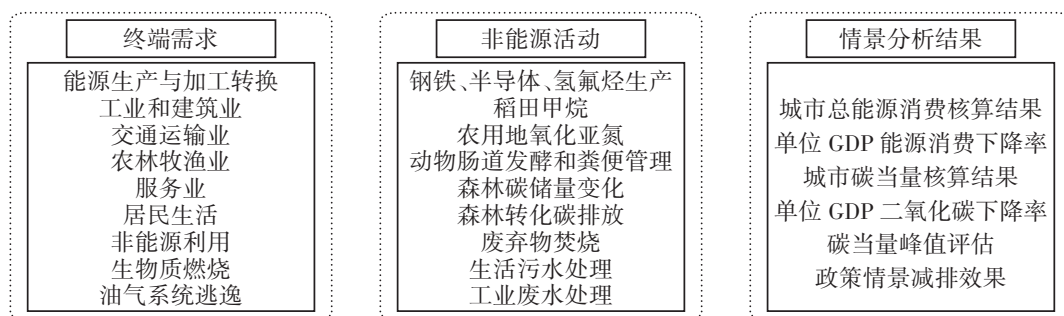 终端需求
能源生产与加工转换
工业和建筑业
交通运输业
农林牧渔业
服务业
居民生活
非能源利用
生物质燃烧
油气系统逃逸
非能源活动
钢铁、半导体、氢氟烃生产
稻田甲烷
农用地氧化亚氮
动物肠道发酵和粪便管理
森林碳储量变化
森林转化碳排放
废弃物焚烧
生活污水处理
工业废水处理
情景分析结果
城市总能源消费核算结果
单位 GDP 能源消费下降率
城市碳当量核算结果
单位 GDP 二氧化碳下降率
碳当量峰值评估
政策情景减排效果